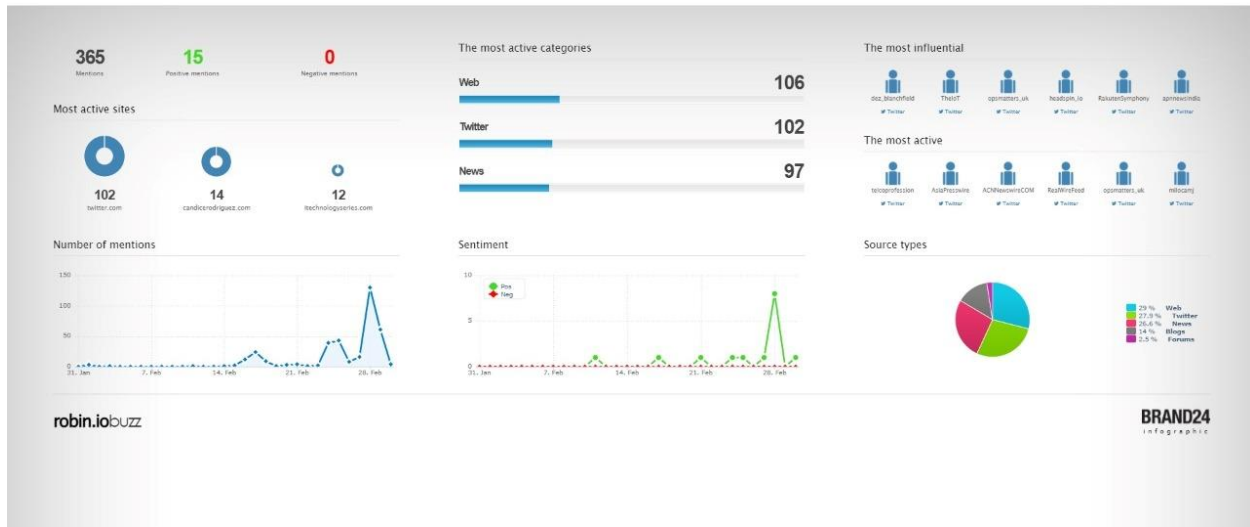 365
Mentions
15
Positive mentions
0
Negative mentions
Most active sites
102
twitter.com
14
candicerodriguez.com
12
itechnologyseries.com
The most active categories
Web 106
Twitter 102
News 97
The most influential
dez_blanchfield TheIoT opsmatters_uk headspin_io RakutenSymphony apnnewsindia
Twitter Twitter Twitter Twitter Twitter Twitter
The most active
telcoprofession AsiaPresswire ACNNewswireCOM RealWireFeed opsmatters_uk milocamj
Twitter Twitter Twitter Twitter Twitter Twitter
Number of mentions
150
100
50
0
31. Jan 7. Feb 14. Feb 21. Feb 28. Feb
Sentiment
10
5
0
Pos
Neg
31. Jan 7. Feb 14. Feb 21. Feb 28. Feb
Source types
29 % Web
27.9 % Twitter
26.6 % News
14 % Blogs
2.5 % Forums
robin.iobuzz
BRAND24
infographic